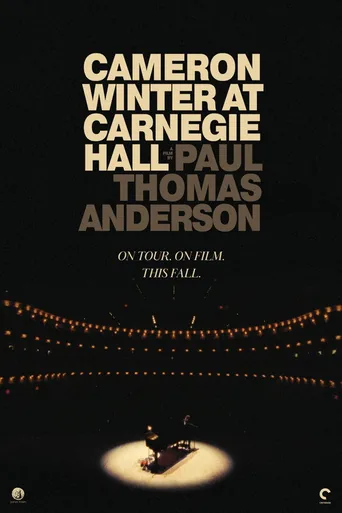 CAMERON
WINTER AT
CARNEGIE
HALL A FILM BY PAUL
THOMAS
ANDERSON
ON TOUR. ON FILM.
THIS FALL.